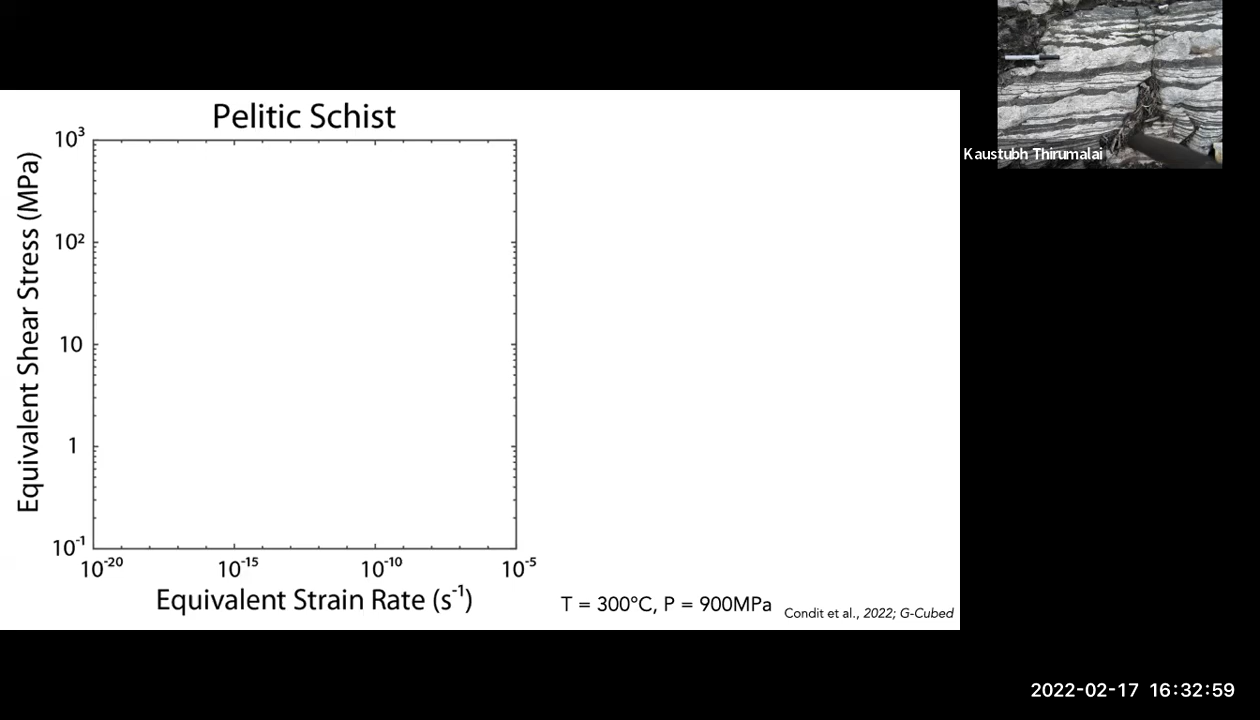 Pelitic Schist
Equivalent Shear Stress (MPa)
10³
10²
10
1
10⁻¹
10⁻²⁰ 10⁻¹⁵ 10⁻¹⁰ 10⁻⁵
Equivalent Strain Rate (s⁻¹)
T = 300°C, P = 900MPa
Condit et al., 2022; G-Cubed
Kaustubh Thirumalai
2022-02-17 16:32:59